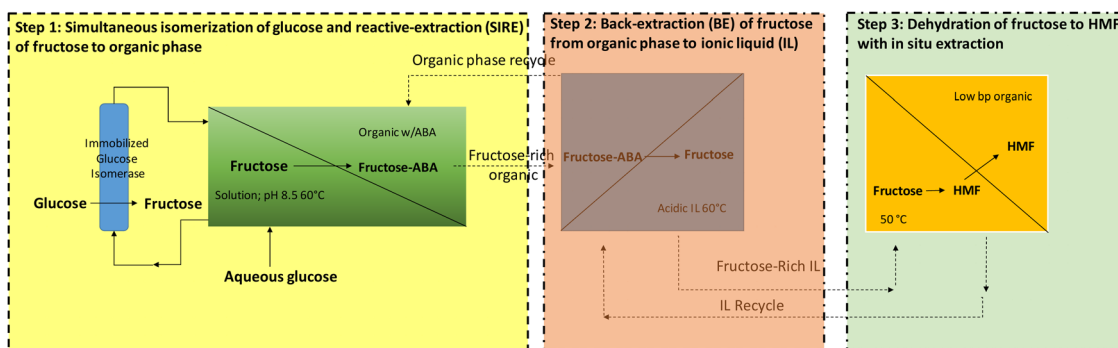 Step 1: Simultaneous isomerization of glucose and reactive-extraction (SIRE)
of fructose to organic phase
Organic phase recycle
Immobilized
Glucose
Isomerase
Glucose
Fructose
Organic w/ABA
Fructose
Fructose-ABA
Solution; pH 8.5 60°C
Aqueous glucose
Fructose-rich
organic
Step 2: Back-extraction (BE) of fructose
from organic phase to ionic liquid (IL)
Fructose-ABA
Fructose
Acidic IL 60°C
Fructose-Rich IL
IL Recycle
Step 3: Dehydration of fructose to HMF
with in situ extraction
Low bp organic
HMF
Fructose
HMF
50 °C